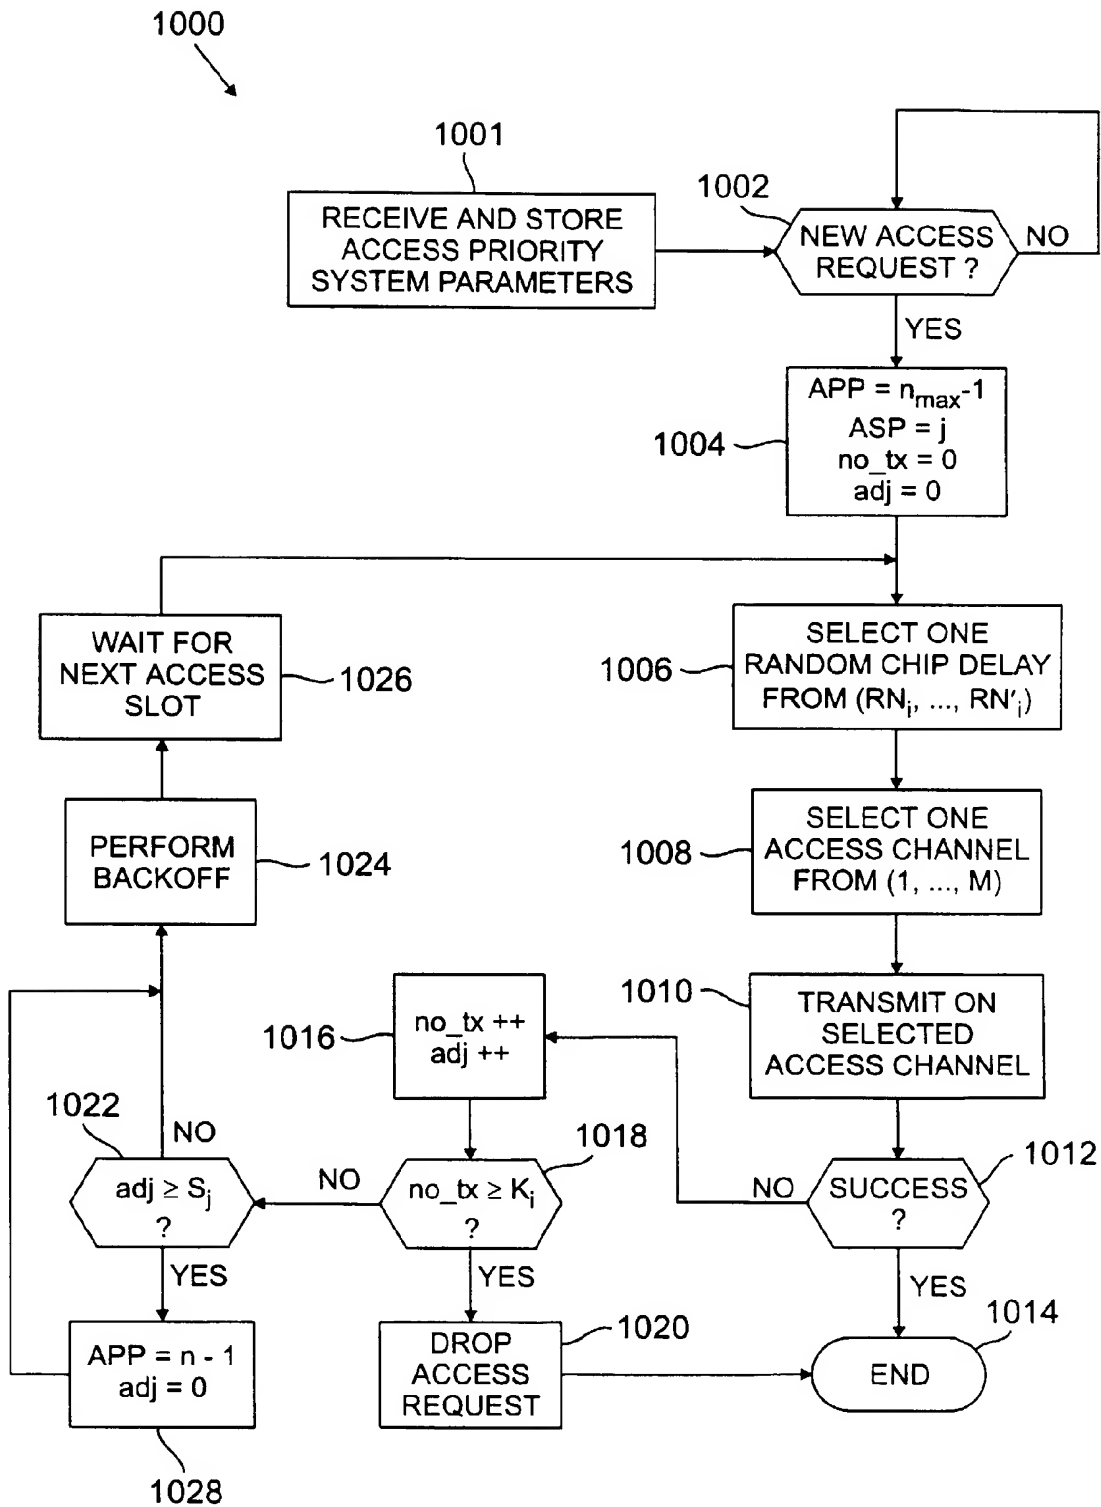 1000
1001
RECEIVE AND STORE
ACCESS PRIORITY
SYSTEM PARAMETERS
1002
NEW ACCESS
REQUEST ?
NO
YES
1004
APP = nmax-1
ASP = j
no_tx = 0
adj = 0
WAIT FOR
NEXT ACCESS
SLOT
1026
1006
SELECT ONE
RANDOM CHIP DELAY
FROM (RNi, ..., RN'i)
PERFORM
BACKOFF
1024
1008
SELECT ONE
ACCESS CHANNEL
FROM (1, ..., M)
1016
no_tx ++
adj ++
1010
TRANSMIT ON
SELECTED
ACCESS CHANNEL
1022
NO
adj ≥ Sj
?
YES
NO
1018
no_tx ≥ Ki
?
YES
NO
1012
SUCCESS
?
YES
APP = n - 1
adj = 0
1028
1020
DROP
ACCESS
REQUEST
1014
END